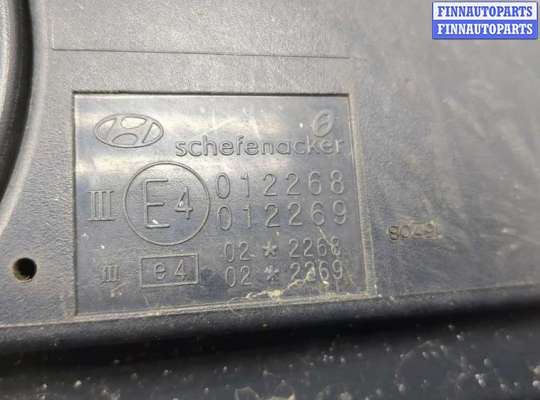 FINNAUTOPARTS
FINNAUTOPARTS
schefenacker
III E4 012268
012269
III e4 02 * 2268
02 * 2269